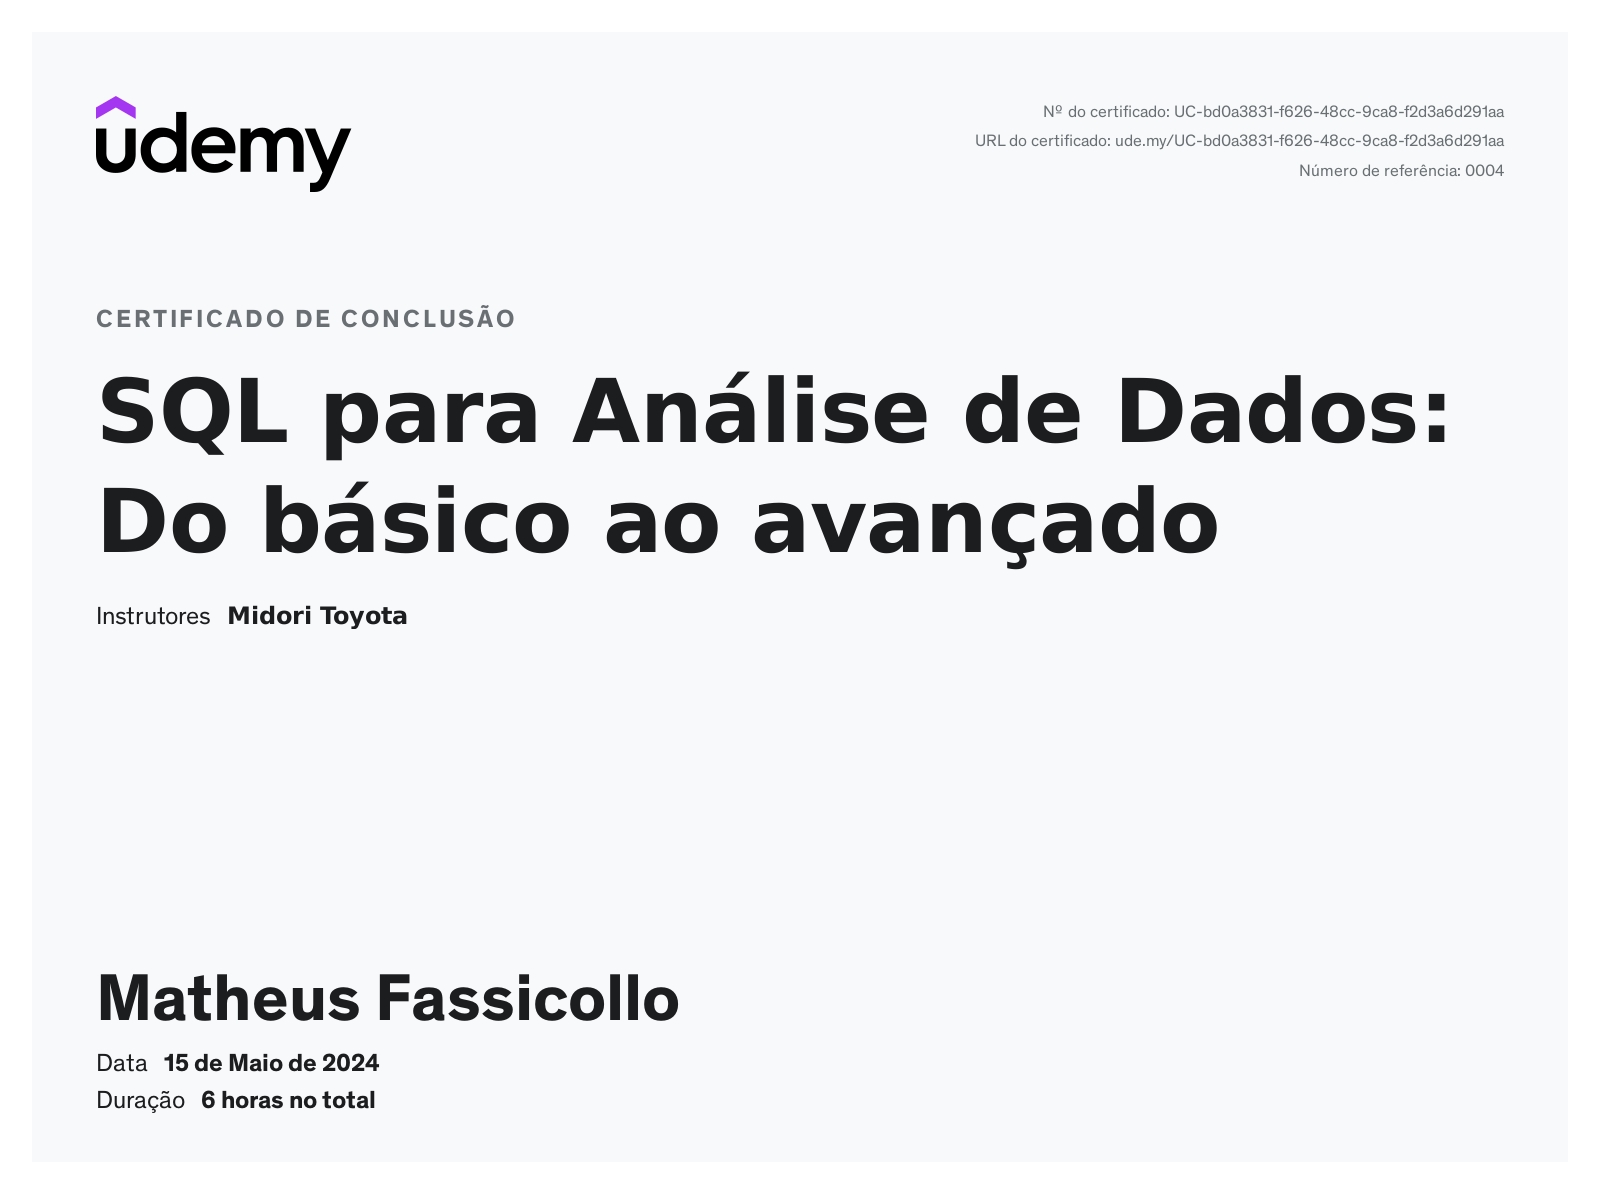 udemy
Nº do certificado: UC-bd0a3831-f626-48cc-9ca8-f2d3a6d291aa
URL do certificado: ude.my/UC-bd0a3831-f626-48cc-9ca8-f2d3a6d291aa
Número de referência: 0004
CERTIFICADO DE CONCLUSÃO
SQL para Análise de Dados:
Do básico ao avançado
Instrutores Midori Toyota
Matheus Fassicollo
Data 15 de Maio de 2024
Duração 6 horas no total